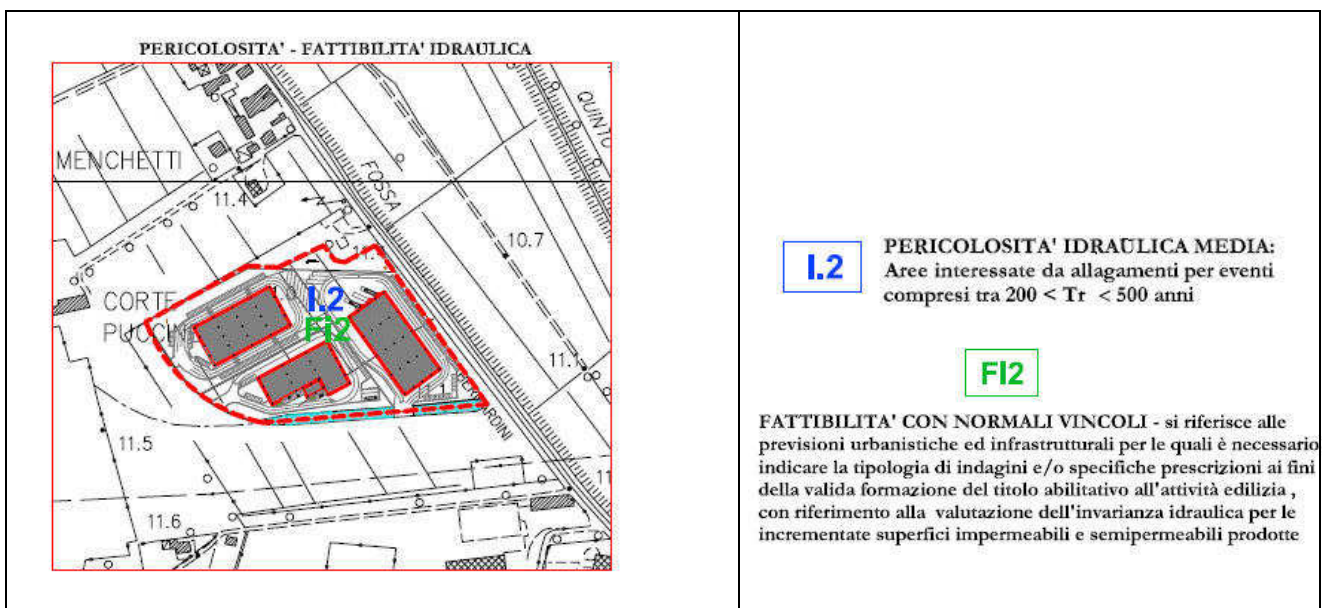 PERICOLOSITA' - FATTIBILITA' IDRAULICA
QUINTO
MENCHETTI
FOSSA
11.4
10.7
CORTE
PUCCINI
I.2
Fi2
11.1
11.5
11.6
I.2
PERICOLOSITA' IDRAULICA MEDIA:
Aree interessate da allagamenti per eventi
compresi tra 200 < Tr < 500 anni
FI2
FATTIBILITA' CON NORMALI VINCOLI - si riferisce alle
previsioni urbanistiche ed infrastrutturali per le quali è necessario
indicare la tipologia di indagini e/o specifiche prescrizioni ai fini
della valida formazione del titolo abilitativo all'attività edilizia ,
con riferimento alla valutazione dell'invarianza idraulica per le
incrementate superfici impermeabili e semipermeabili prodotte